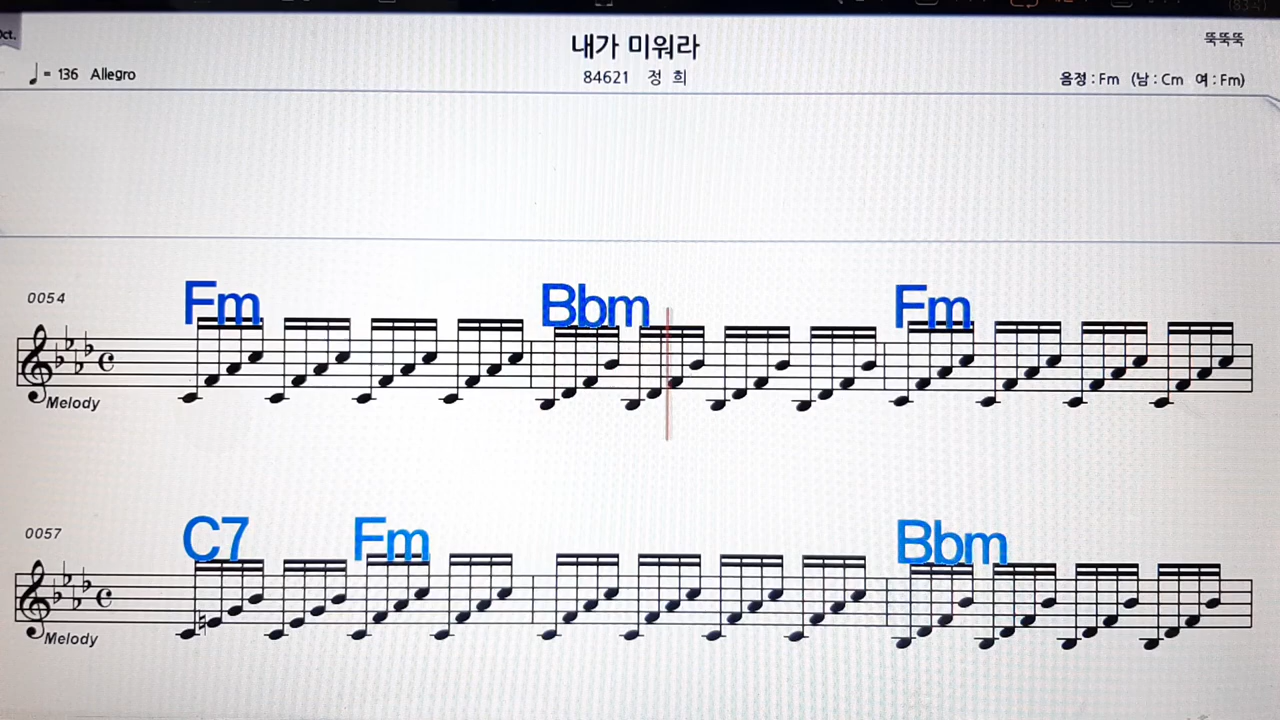 내가 미워라
뚝뚝뚝
♩= 136 Allegro
84621 정 희
음정 : Fm (남 : Cm 여 : Fm)
0054
Fm Bbm Fm
Melody
0057
C7 Fm Bbm
Melody